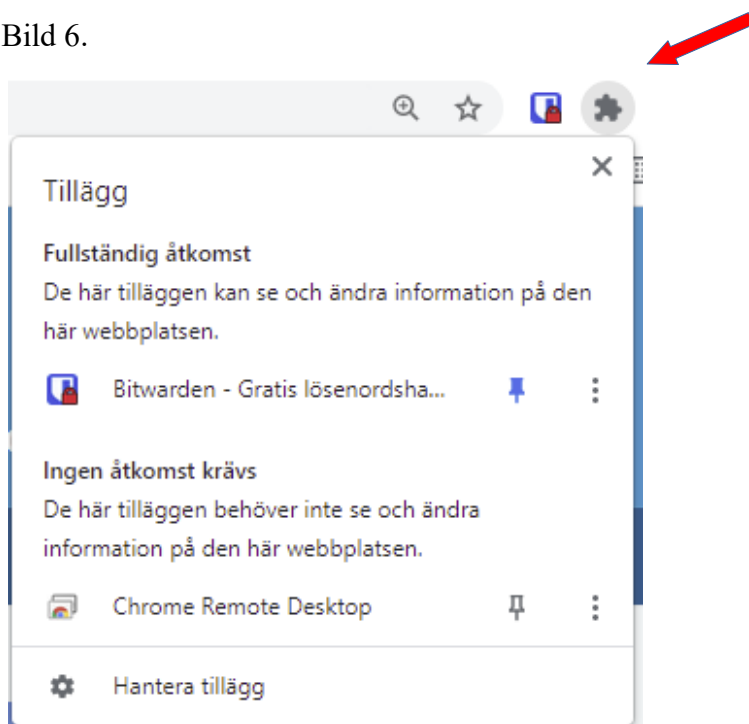 Bild 6.
Tillägg
Fullständig åtkomst
De här tilläggen kan se och ändra information på den
här webbplatsen.
Bitwarden - Gratis lösenordsha...
Ingen åtkomst krävs
De här tilläggen behöver inte se och ändra
information på den här webbplatsen.
Chrome Remote Desktop
Hantera tillägg